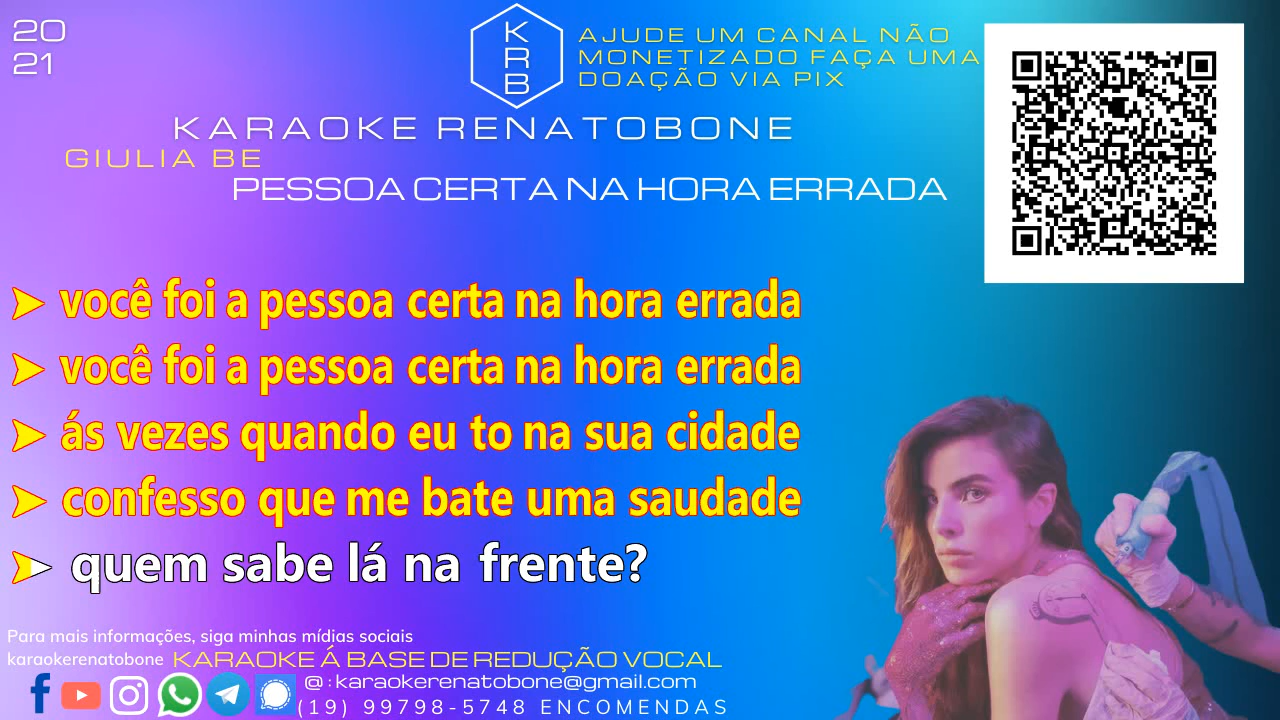 20
21
K
R
B
AJUDE UM CANAL NÃO
MONETIZADO FAÇA UMA
DOAÇÃO VIA PIX
KARAOKE RENATOBONE
GIULIA BE
PESSOA CERTA NA HORA ERRADA
➤ você foi a pessoa certa na hora errada
➤ você foi a pessoa certa na hora errada
➤ ás vezes quando eu to na sua cidade
➤ confesso que me bate uma saudade
➤ quem sabe lá na frente?
Para mais informações, siga minhas mídias sociais
karaokerenatobone KARAOKE Á BASE DE REDUÇÃO VOCAL
@:karaokerenatobone@gmail.com
(19) 99798-5748 ENCOMENDAS